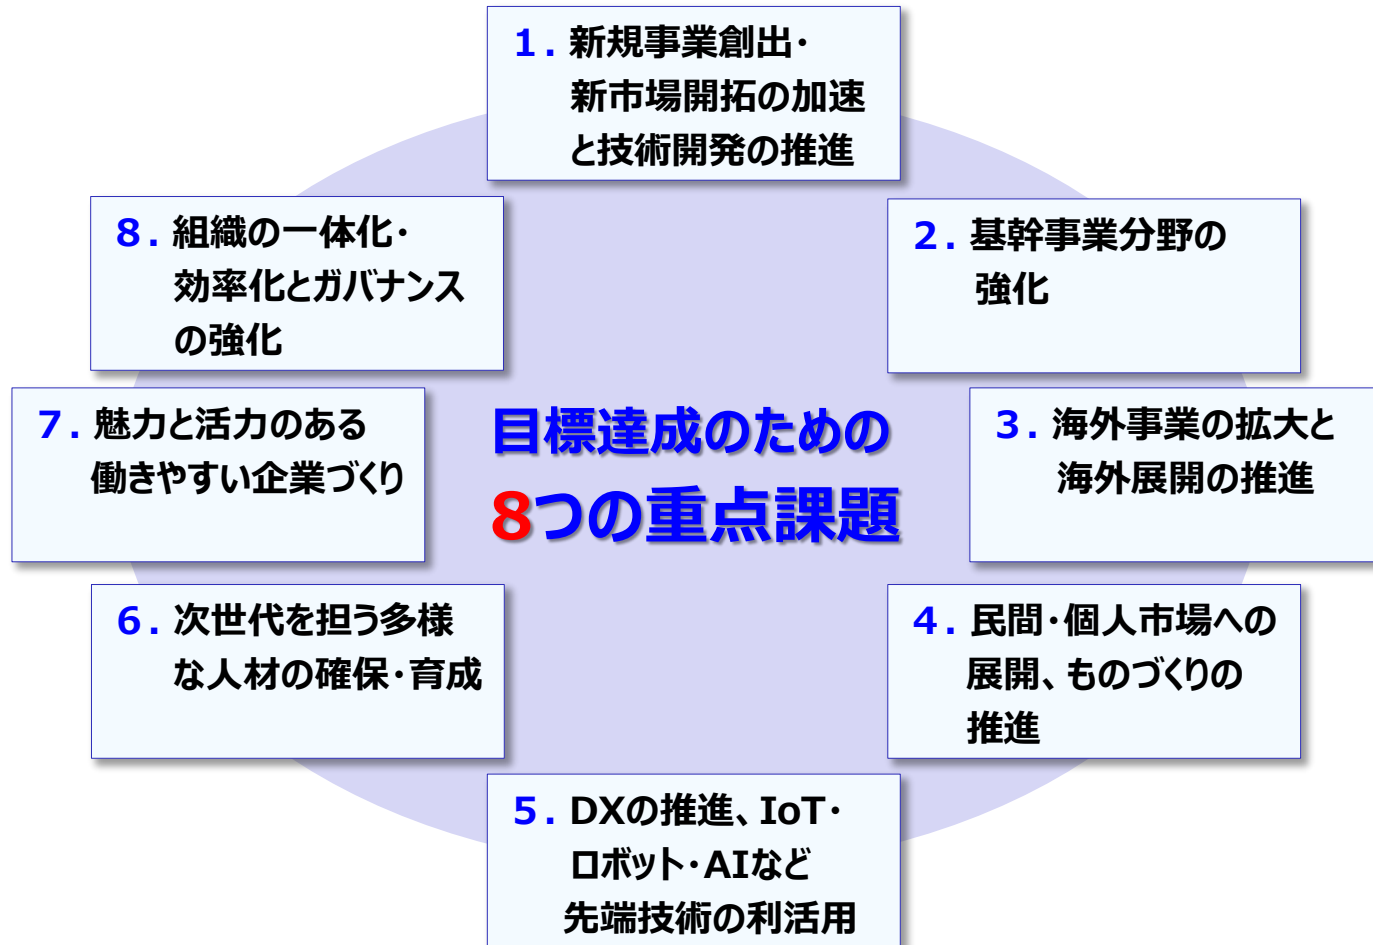 1. 新規事業創出・
新市場開拓の加速
と技術開発の推進
2. 基幹事業分野の
強化
3. 海外事業の拡大と
海外展開の推進
4. 民間・個人市場への
展開、ものづくりの
推進
5. DXの推進、IoT・
ロボット・AIなど
先端技術の利活用
6. 次世代を担う多様
な人材の確保・育成
7. 魅力と活力のある
働きやすい企業づくり
8. 組織の一体化・
効率化とガバナンス
の強化
目標達成のための
8つの重点課題